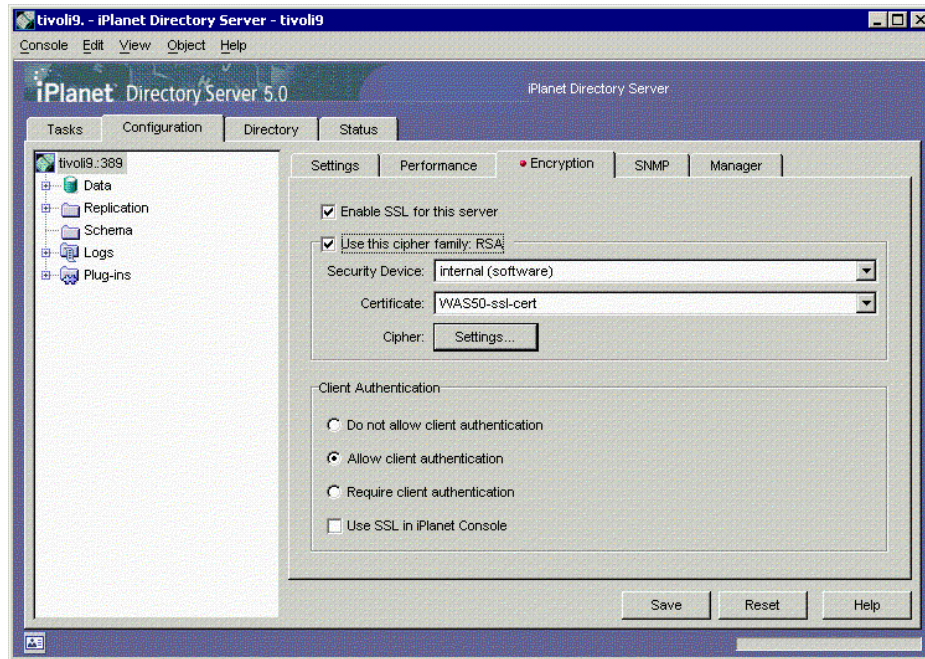 tivoli9. - iPlanet Directory Server - tivoli9
Console Edit View Object Help
iPlanet Directory Server 5.0
iPlanet Directory Server
Tasks Configuration Directory Status
tivoli9.:389
Data
Replication
Schema
Logs
Plug-ins
Settings Performance Encryption SNMP Manager
Enable SSL for this server
Use this cipher family: RSA
Security Device: internal (software)
Certificate: WAS50-ssl-cert
Cipher: Settings...
Client Authentication
Do not allow client authentication
Allow client authentication
Require client authentication
Use SSL in iPlanet Console
Save Reset Help